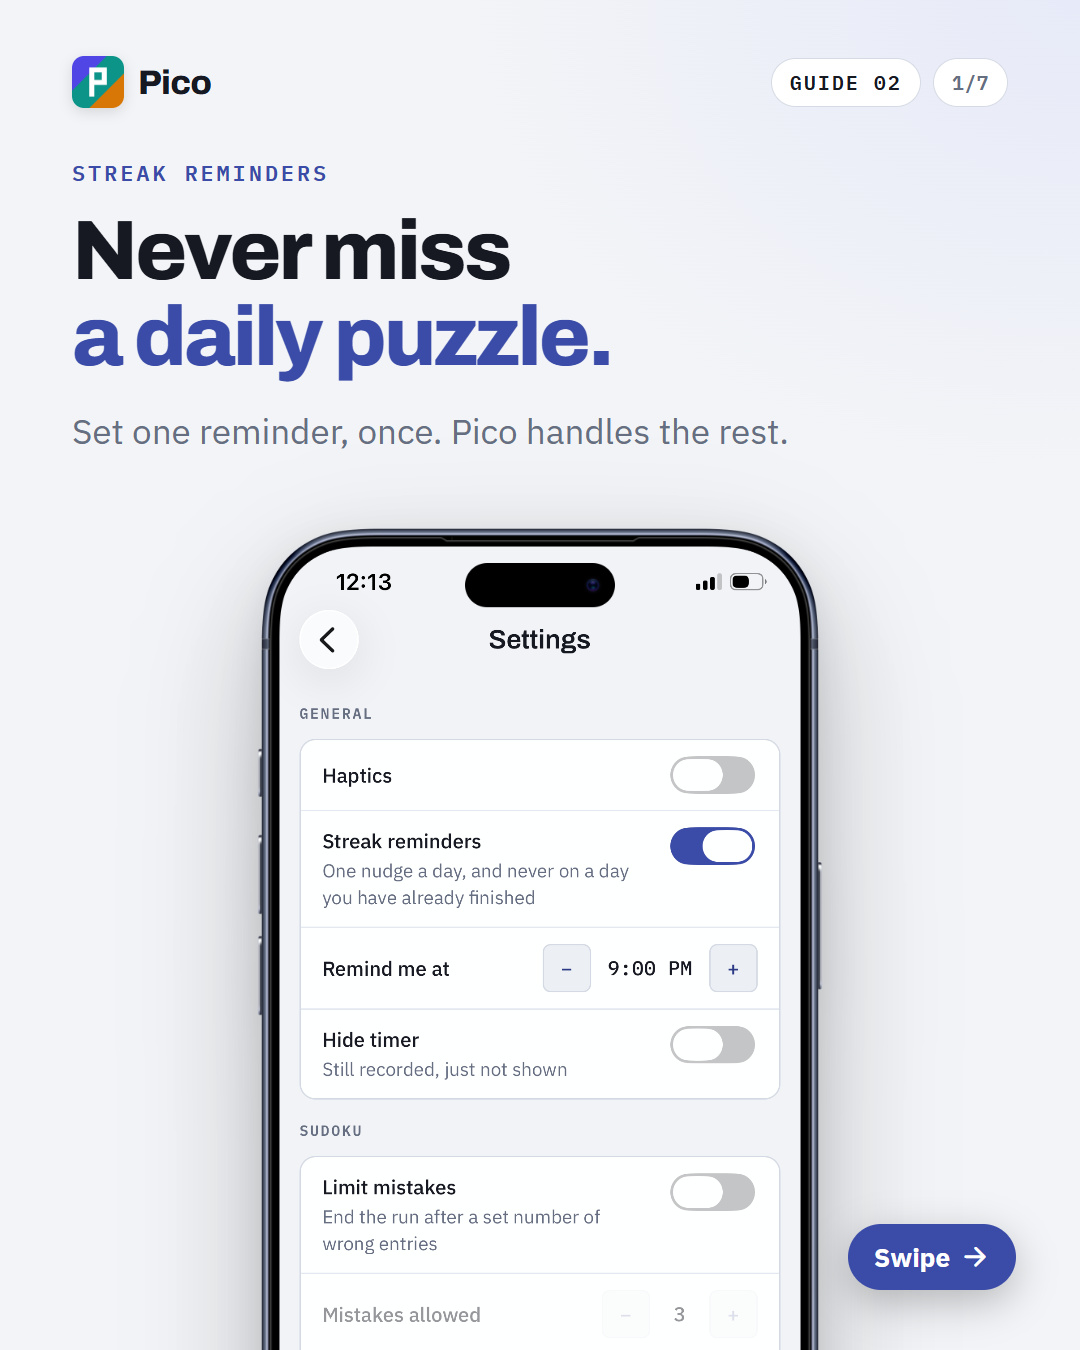 Pico
GUIDE 02
1/7
STREAK REMINDERS
Never miss
a daily puzzle.
Set one reminder, once. Pico handles the rest.
12:13
Settings
GENERAL
Haptics
Streak reminders
One nudge a day, and never on a day
you have already finished
Remind me at
− 9:00 PM +
Hide timer
Still recorded, just not shown
SUDOKU
Limit mistakes
End the run after a set number of
wrong entries
Swipe →
Mistakes allowed
− 3 +